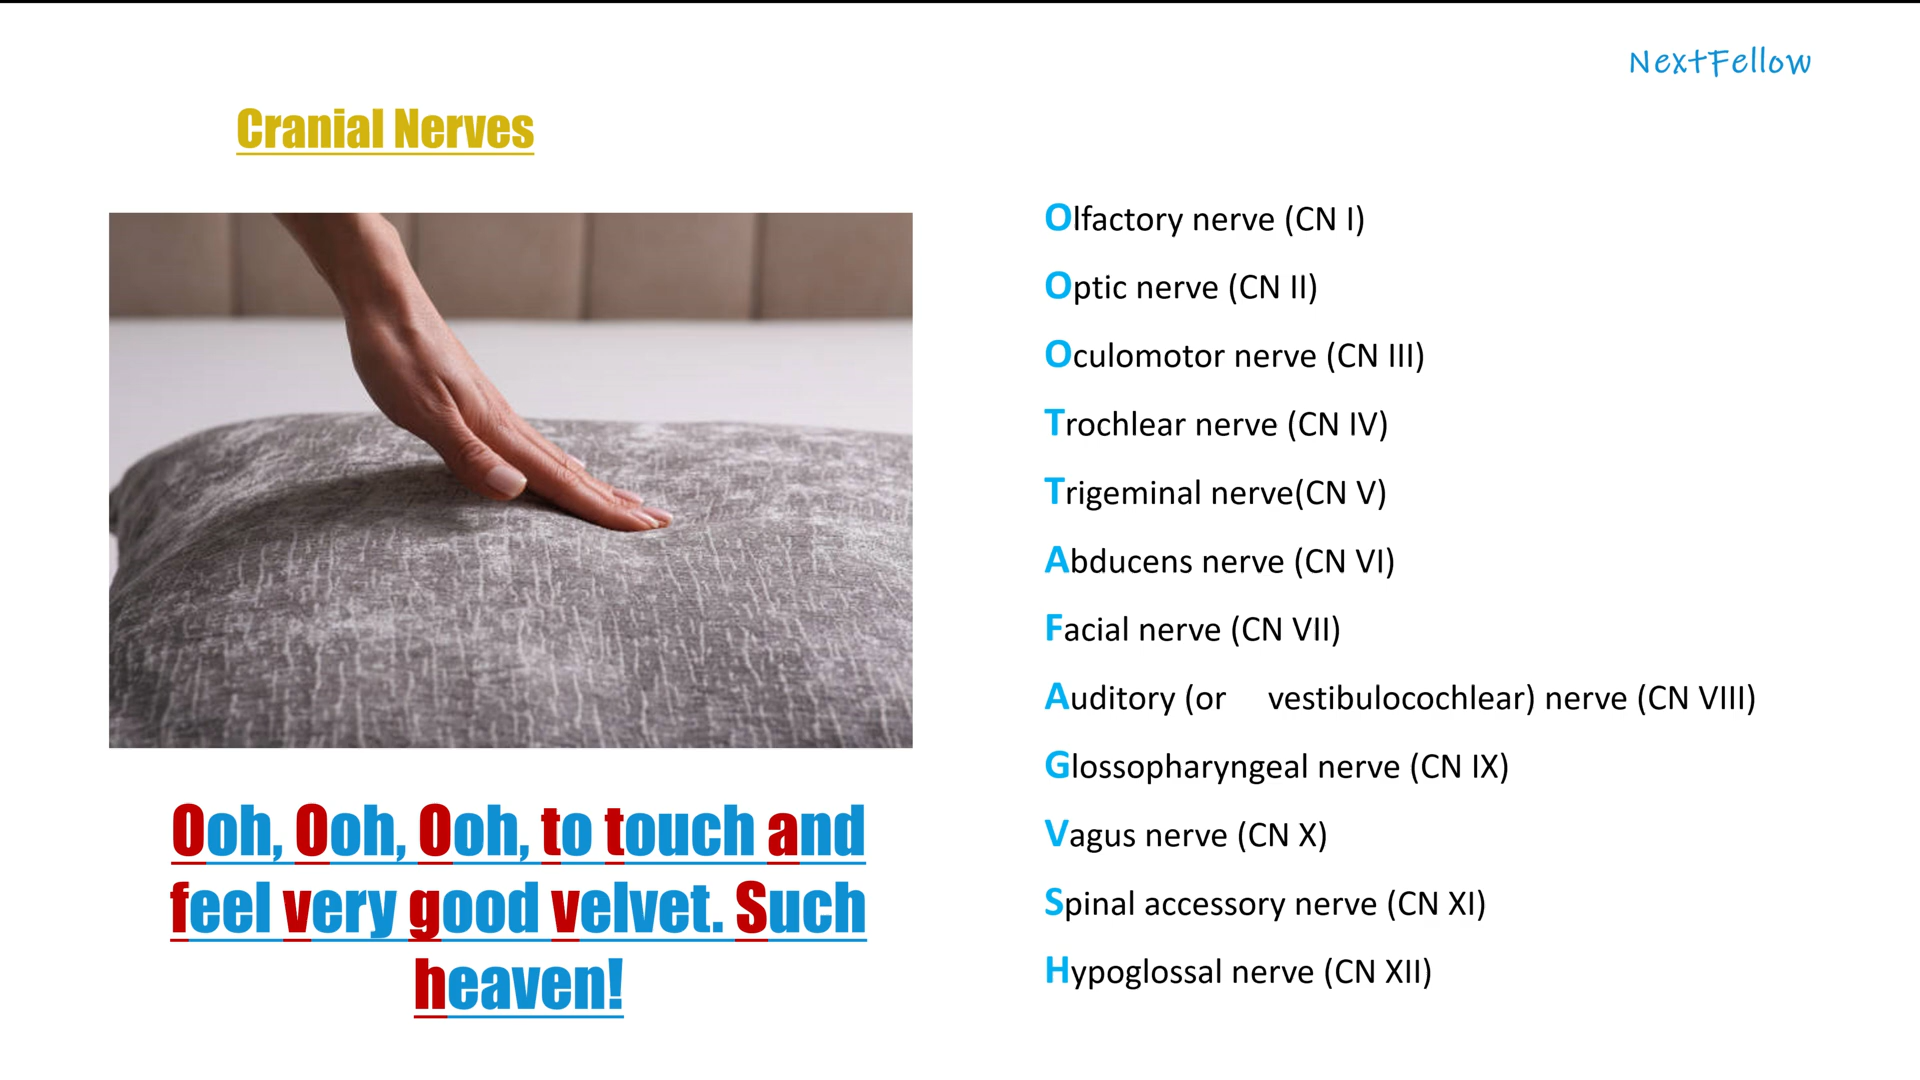 NextFellow
Cranial Nerves
Ooh, Ooh, Ooh, to touch and
feel very good velvet. Such
heaven!
Olfactory nerve (CN I)
Optic nerve (CN II)
Oculomotor nerve (CN III)
Trochlear nerve (CN IV)
Trigeminal nerve(CN V)
Abducens nerve (CN VI)
Facial nerve (CN VII)
Auditory (or vestibulocochlear) nerve (CN VIII)
Glossopharyngeal nerve (CN IX)
Vagus nerve (CN X)
Spinal accessory nerve (CN XI)
Hypoglossal nerve (CN XII)